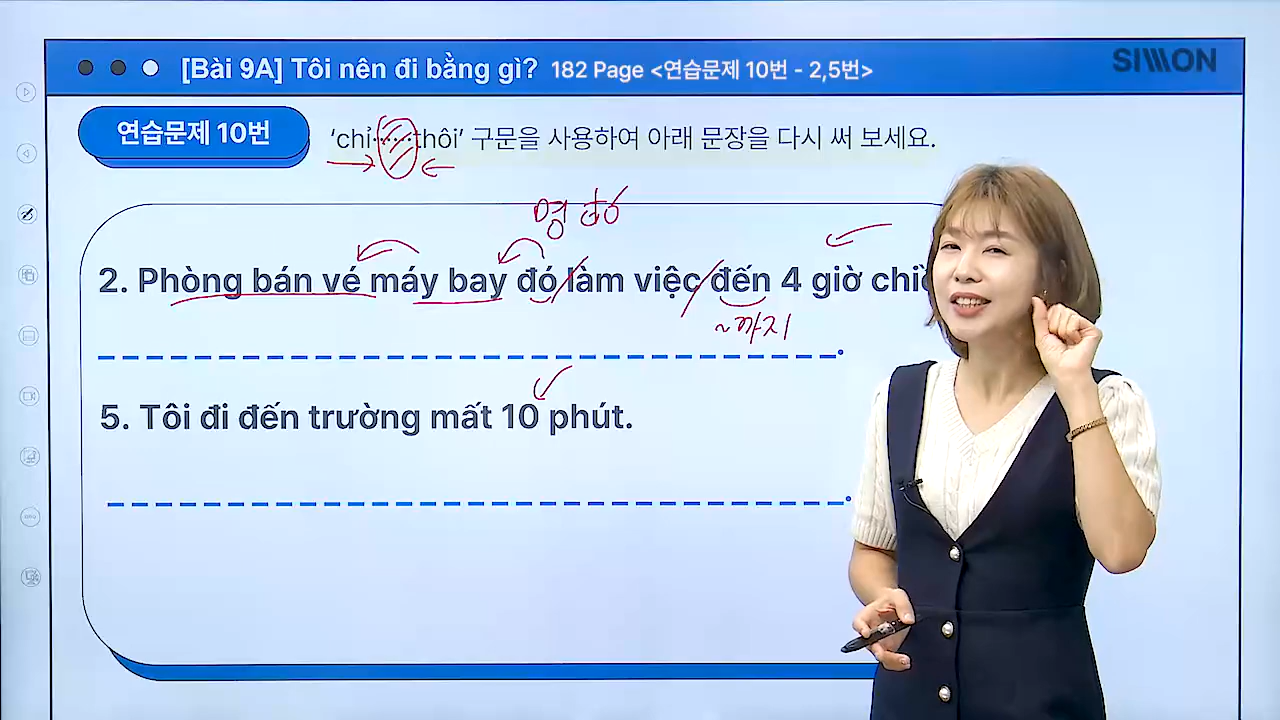 [Bài 9A] Tôi nên đi bằng gì? 182 Page <연습문제 10번 - 2,5번>
SIWON
연습문제 10번
‘chỉ······thôi’ 구문을 사용하여 아래 문장을 다시 써 보세요.
명
2. Phòng bán vé máy bay đó làm việc đến 4 giờ
~까지
5. Tôi đi đến trường mất 10 phút.